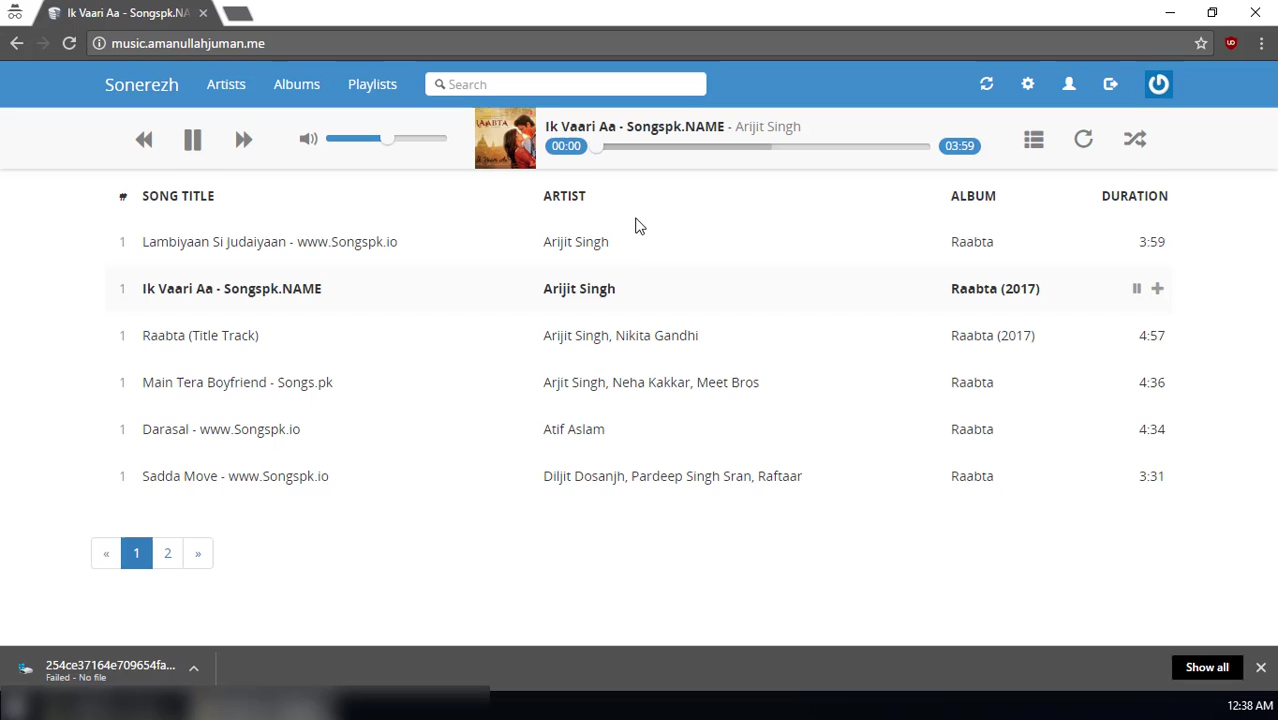 Ik Vaari Aa - Songspk.NA
music.amanullahjuman.me
Sonerezh Artists Albums Playlists Search
Ik Vaari Aa - Songspk.NAME - Arijit Singh
00:00 03:59
# SONG TITLE ARTIST ALBUM DURATION
1 Lambiyaan Si Judaiyaan - www.Songspk.io Arijit Singh Raabta 3:59
1 Ik Vaari Aa - Songspk.NAME Arijit Singh Raabta (2017)
1 Raabta (Title Track) Arijit Singh, Nikita Gandhi Raabta (2017) 4:57
1 Main Tera Boyfriend - Songs.pk Arjit Singh, Neha Kakkar, Meet Bros Raabta 4:36
1 Darasal - www.Songspk.io Atif Aslam Raabta 4:34
1 Sadda Move - www.Songspk.io Diljit Dosanjh, Pardeep Singh Sran, Raftaar Raabta 3:31
« 1 2 »
254ce37164e709654fa... Show all
Failed - No file
12:38 AM